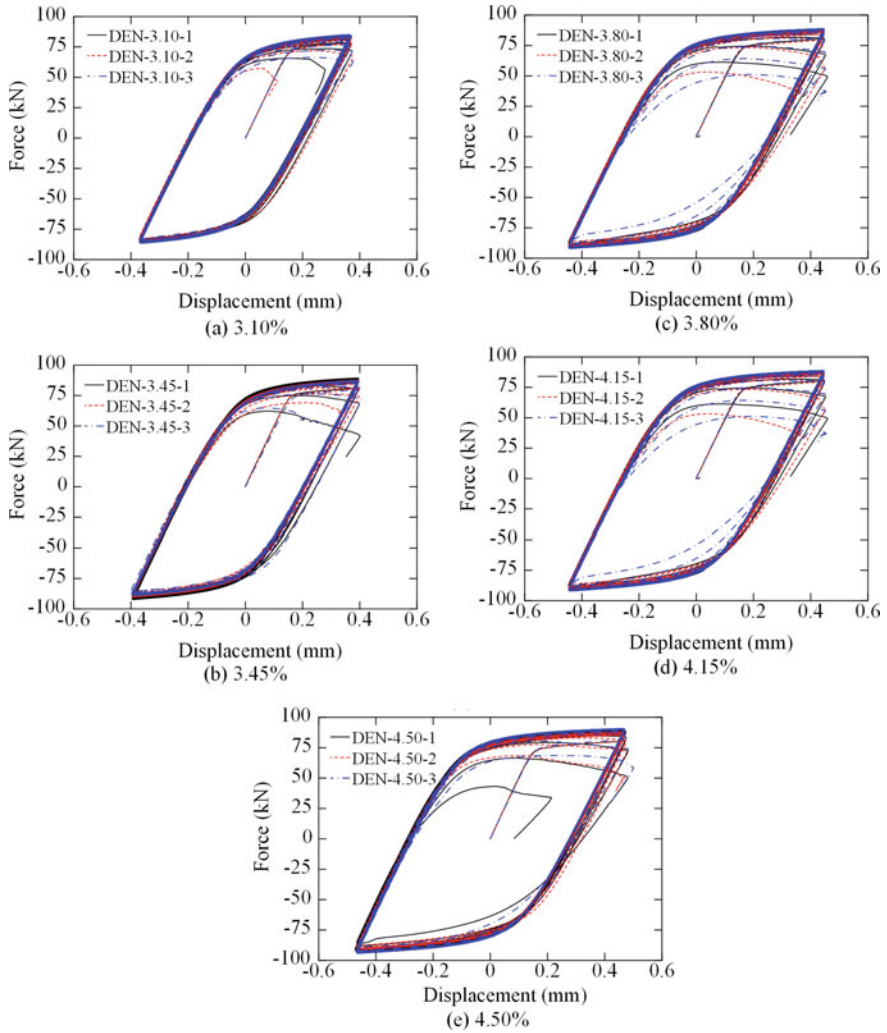 100
75
50
25
0
-25
-50
-75
-100
Force (kN)
DEN-3.10-1
DEN-3.10-2
DEN-3.10-3
-0.6 -0.4 -0.2 0 0.2 0.4 0.6
Displacement (mm)
(a) 3.10%
100
75
50
25
0
-25
-50
-75
-100
Force (kN)
DEN-3.80-1
DEN-3.80-2
DEN-3.80-3
-0.6 -0.4 -0.2 0 0.2 0.4 0.6
Displacement (mm)
(c) 3.80%
100
75
50
25
0
-25
-50
-75
-100
Force (kN)
DEN-3.45-1
DEN-3.45-2
DEN-3.45-3
-0.6 -0.4 -0.2 0 0.2 0.4 0.6
Displacement (mm)
(b) 3.45%
100
75
50
25
0
-25
-50
-75
-100
Force (kN)
DEN-4.15-1
DEN-4.15-2
DEN-4.15-3
-0.6 -0.4 -0.2 0 0.2 0.4 0.6
Displacement (mm)
(d) 4.15%
100
75
50
25
0
-25
-50
-75
-100
Force (kN)
DEN-4.50-1
DEN-4.50-2
DEN-4.50-3
-0.6 -0.4 -0.2 0 0.2 0.4 0.6
Displacement (mm)
(e) 4.50%